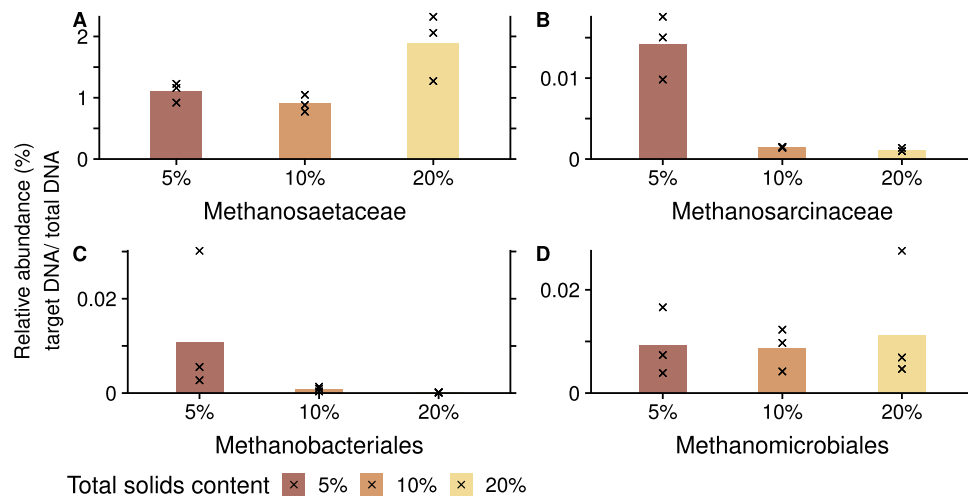 A
2
1
0
5%
10%
20%
Methanosaetaceae
B
0.01
0
5%
10%
20%
Methanosarcinaceae
Relative abundance (%)
target DNA/ total DNA
C
0.02
0
5%
10%
20%
Methanobacteriales
D
0.02
0
5%
10%
20%
Methanomicrobiales
Total solids content 5% 10% 20%